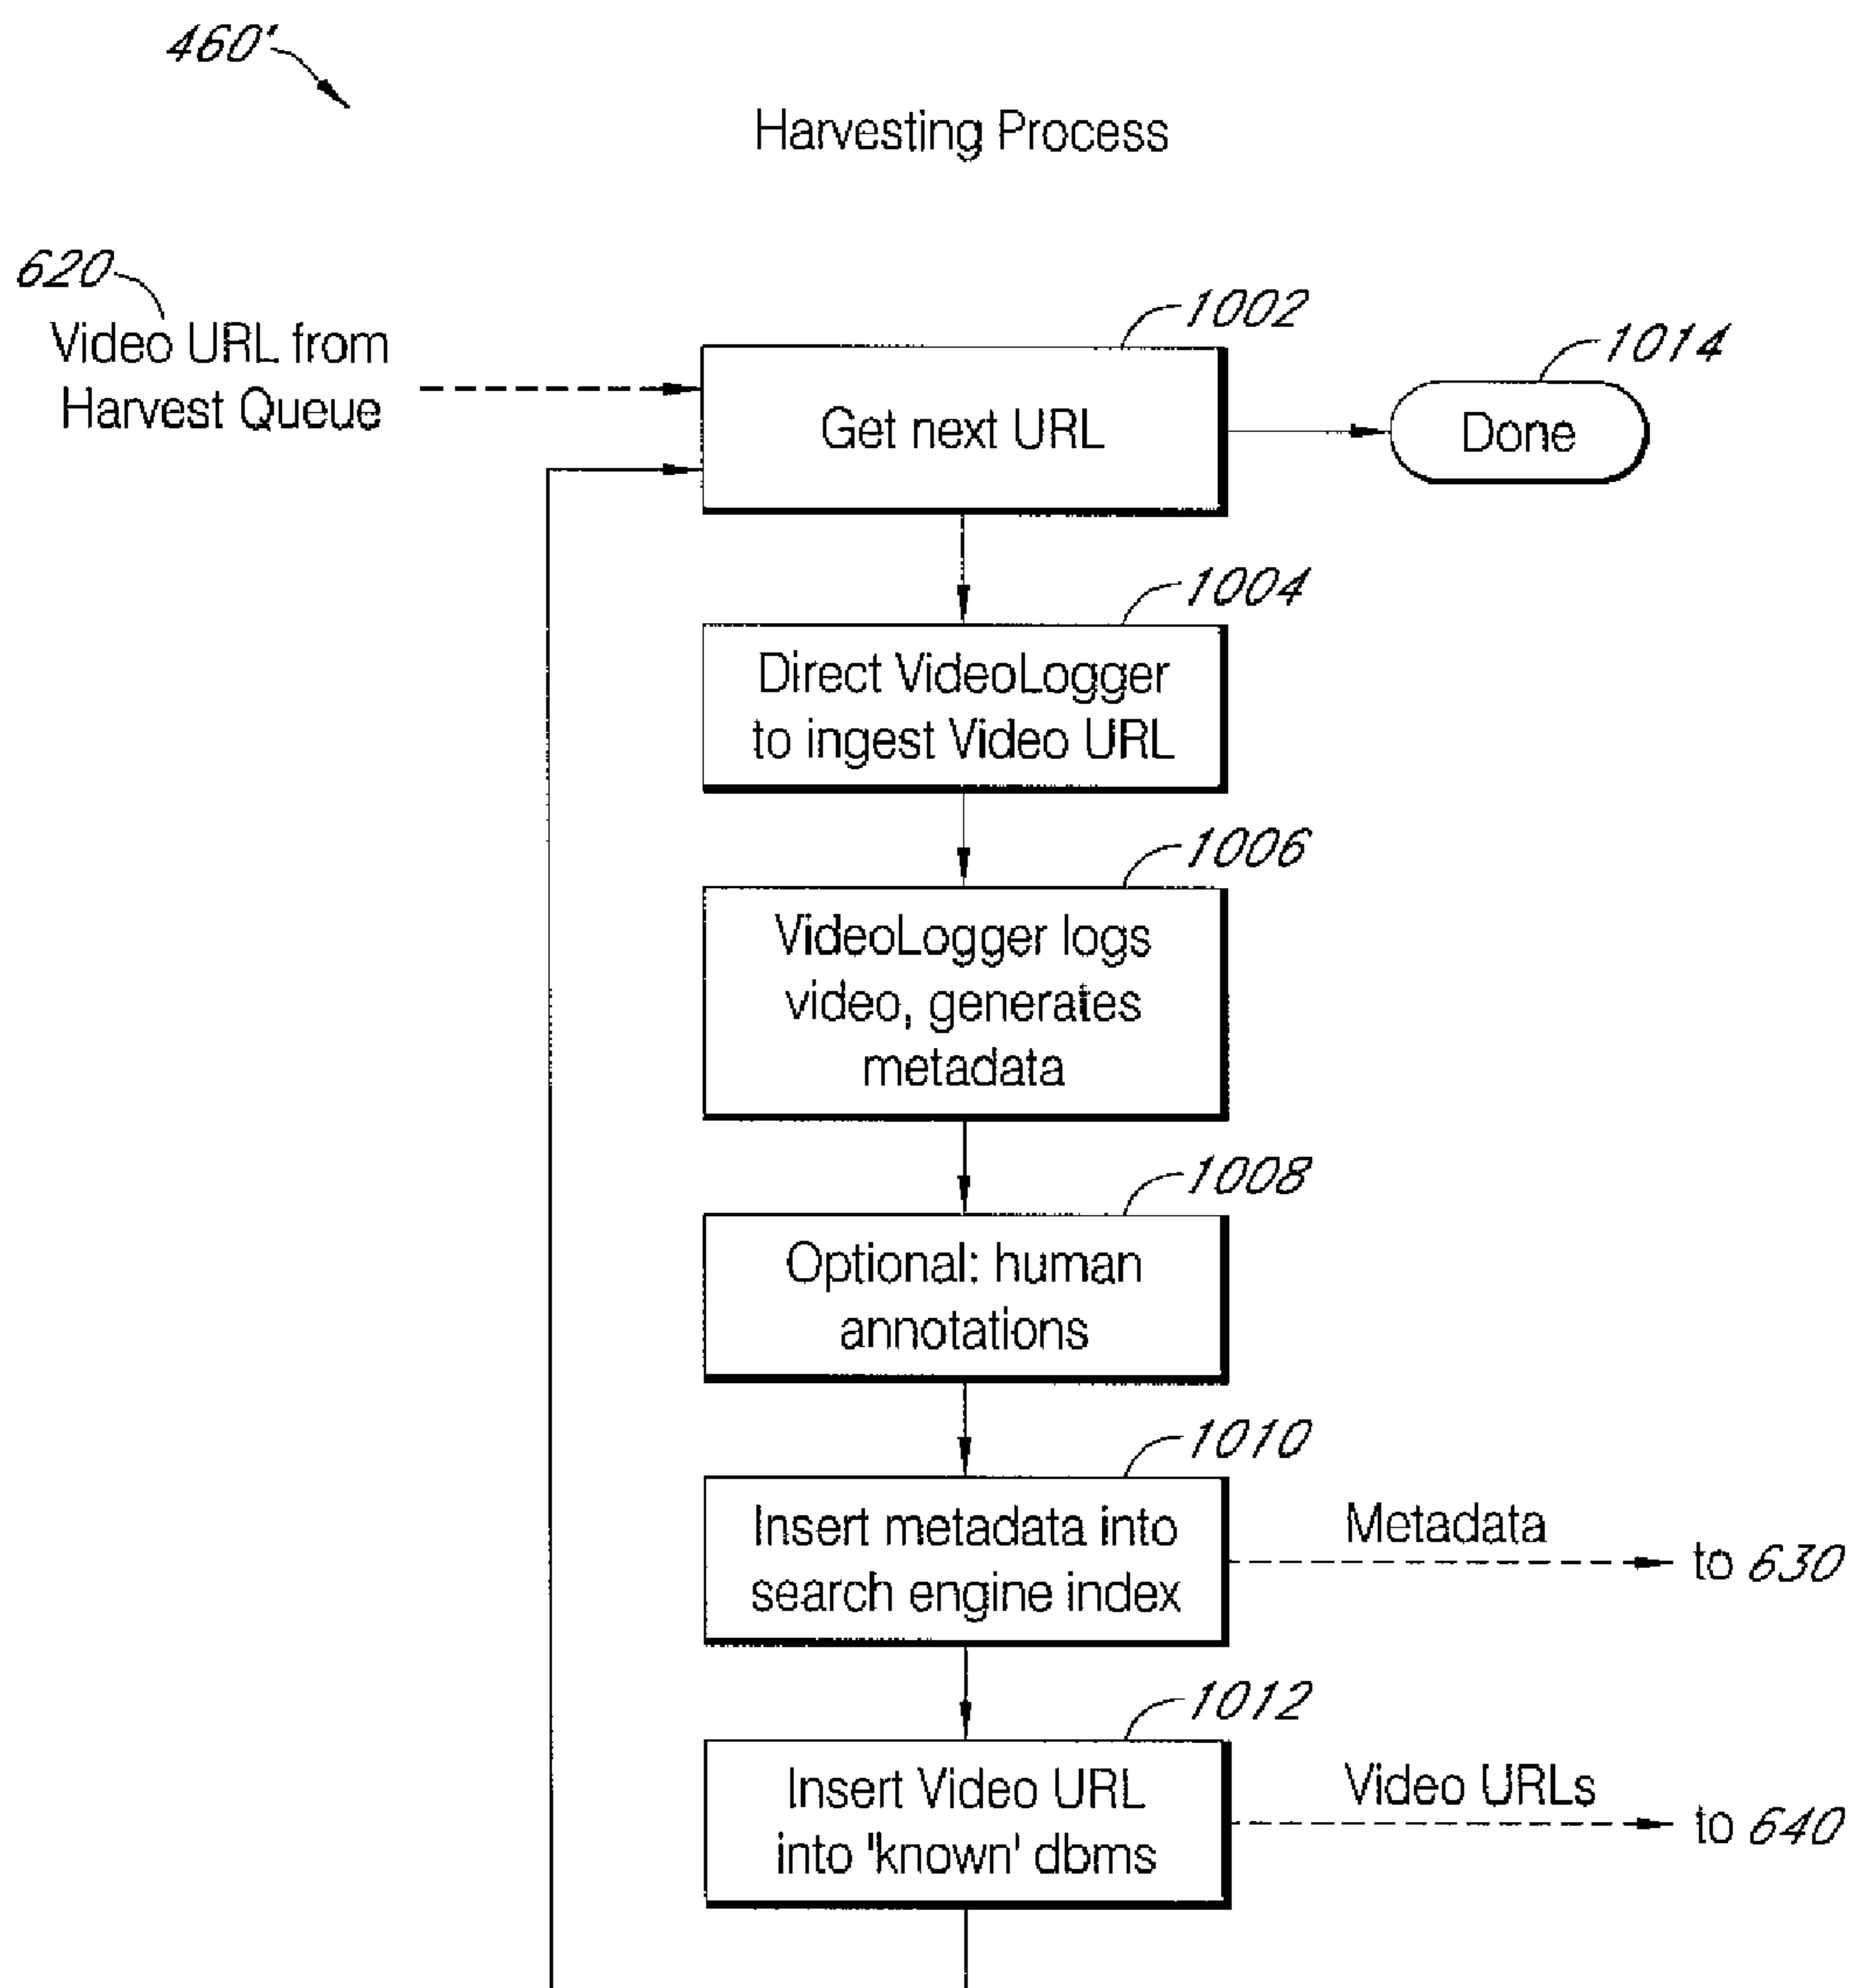 460'
Harvesting Process
620
Video URL from
Harvest Queue
1002
Get next URL
1014
Done
1004
Direct VideoLogger
to ingest Video URL
1006
VideoLogger logs
video, generates
metadata
1008
Optional: human
annotations
1010
Insert metadata into
search engine index
Metadata
to 630
1012
Insert Video URL
into 'known' dbms
Video URLs
to 640